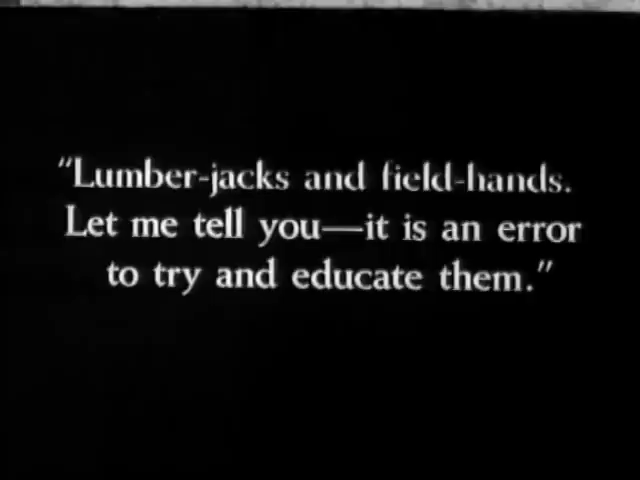 "Lumber-jacks and field-hands.
Let me tell you—it is an error
to try and educate them."